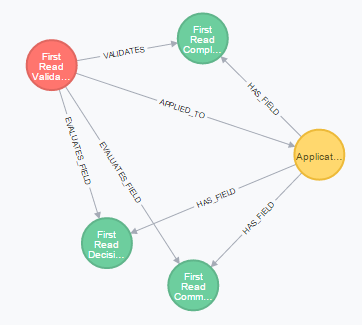 First
Read
Compl...
VALIDATES
First
Read
Valida...
HAS_FIELD
APPLIED_TO
EVALUATES_FIELD
EVALUATES_FIELD
Applicat...
HAS_FIELD
HAS_FIELD
First
Read
Decisi...
First
Read
Comm...